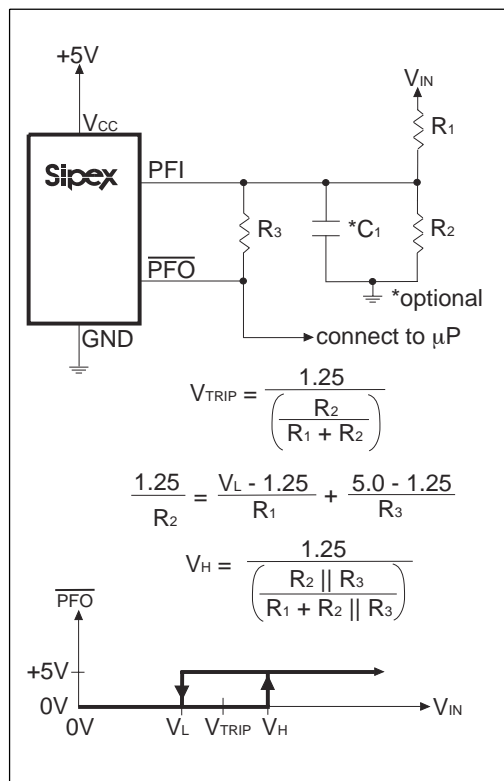 +5V
VCC
Sipex
PFI
PFO
GND
VIN
R1
R3
*C1
R2
*optional
connect to µP
VTRIP = 1.25 / (R2 / (R1 + R2))
1.25 / R2 = VL - 1.25 / R1 + 5.0 - 1.25 / R3
VH = 1.25 / (R2 || R3 / (R1 + R2 || R3))
PFO
+5V
0V
0V
VL
VTRIP
VH
VIN